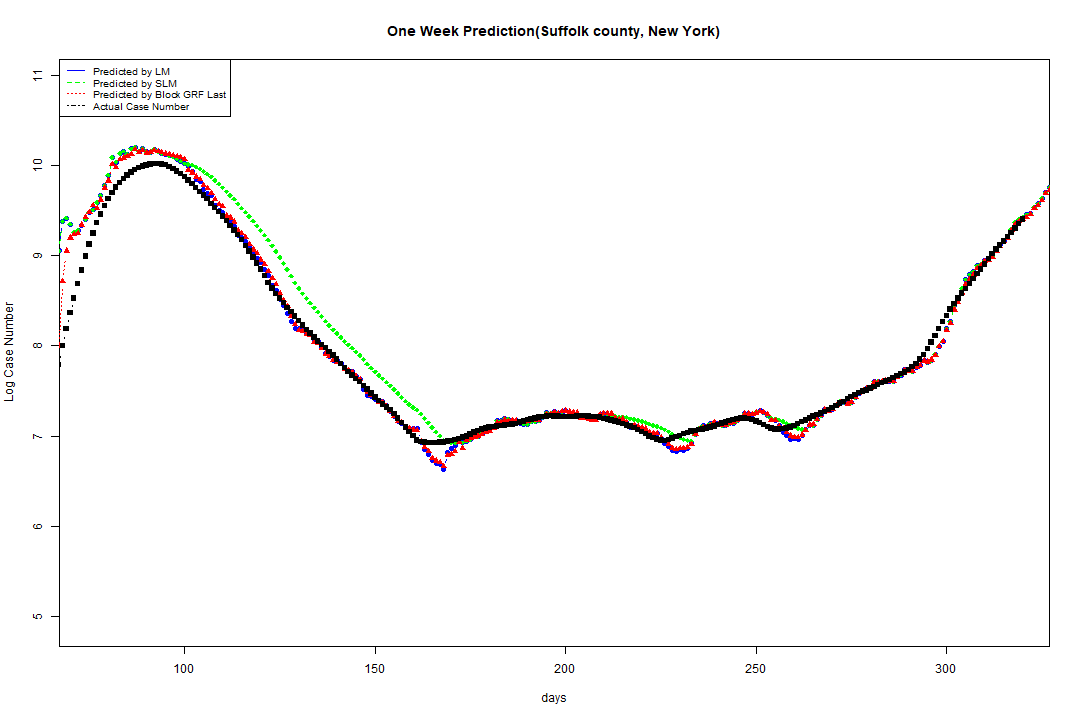 One Week Prediction(Suffolk county, New York)
Predicted by LM
Predicted by SLM
Predicted by Block GRF Last
Actual Case Number
11
10
9
8
7
6
5
Log Case Number
100 150 200 250 300
days